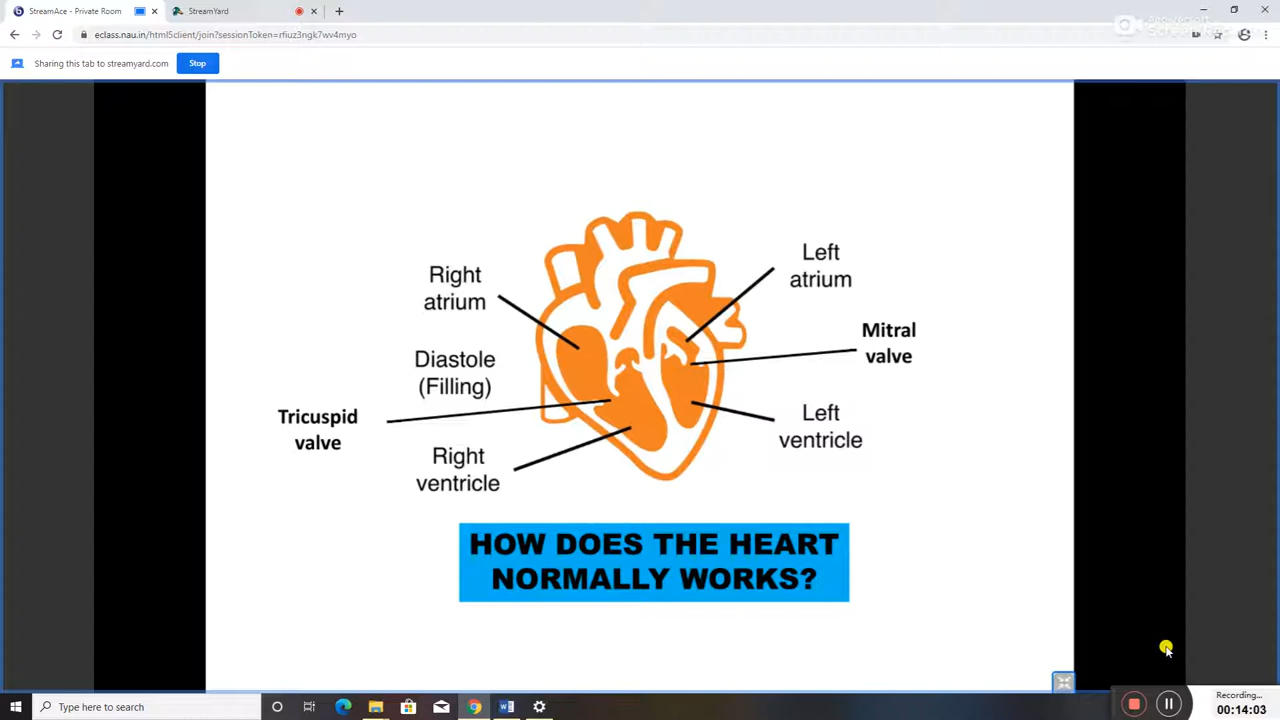 StreamAce - Private Room
StreamYard
eclass.nau.in/html5client/join?sessionToken=rfiuz3ngk7wv4myo
Sharing this tab to streamyard.com
Stop
Right
atrium
Left
atrium
Mitral
valve
Diastole
(Filling)
Tricuspid
valve
Left
ventricle
Right
ventricle
HOW DOES THE HEART
NORMALLY WORKS?
Type here to search
Recording...
00:14:03